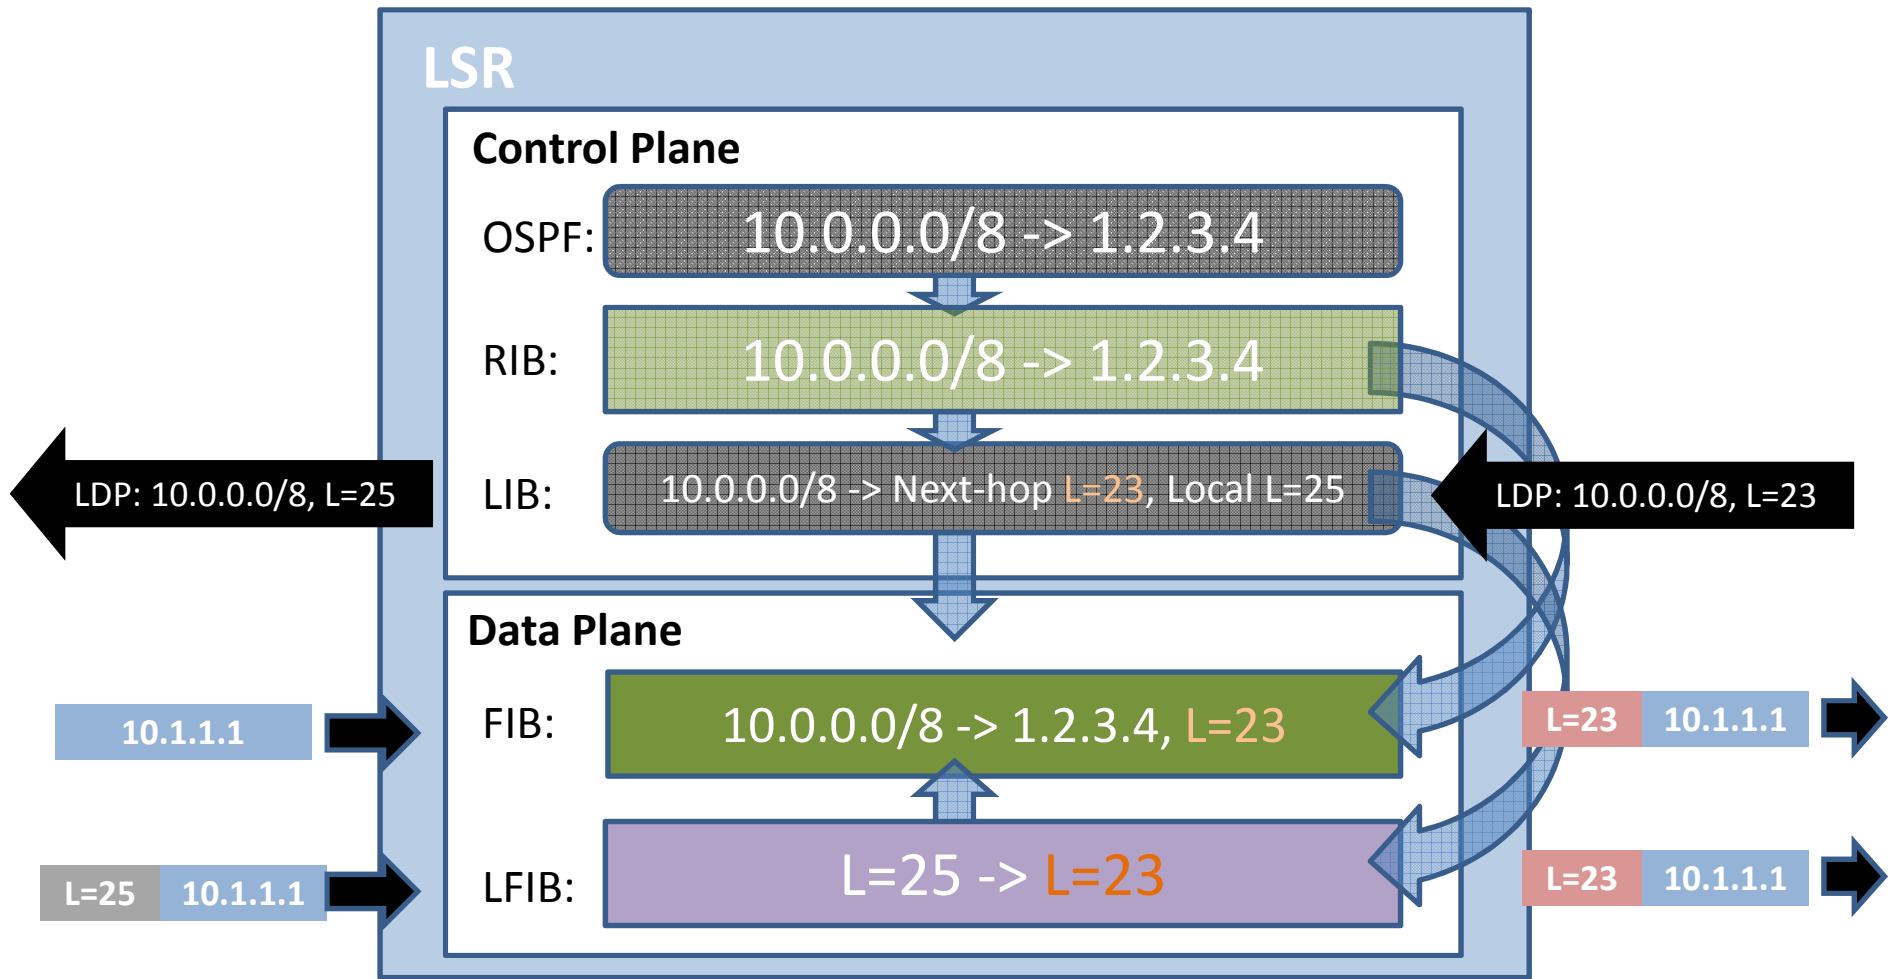 LSR
Control Plane
OSPF: 10.0.0.0/8 -> 1.2.3.4
RIB: 10.0.0.0/8 -> 1.2.3.4
LDP: 10.0.0.0/8, L=25
LIB: 10.0.0.0/8 -> Next-hop L=23, Local L=25
LDP: 10.0.0.0/8, L=23
Data Plane
10.1.1.1
FIB: 10.0.0.0/8 -> 1.2.3.4, L=23
L=23 10.1.1.1
L=25 10.1.1.1
LFIB: L=25 -> L=23
L=23 10.1.1.1